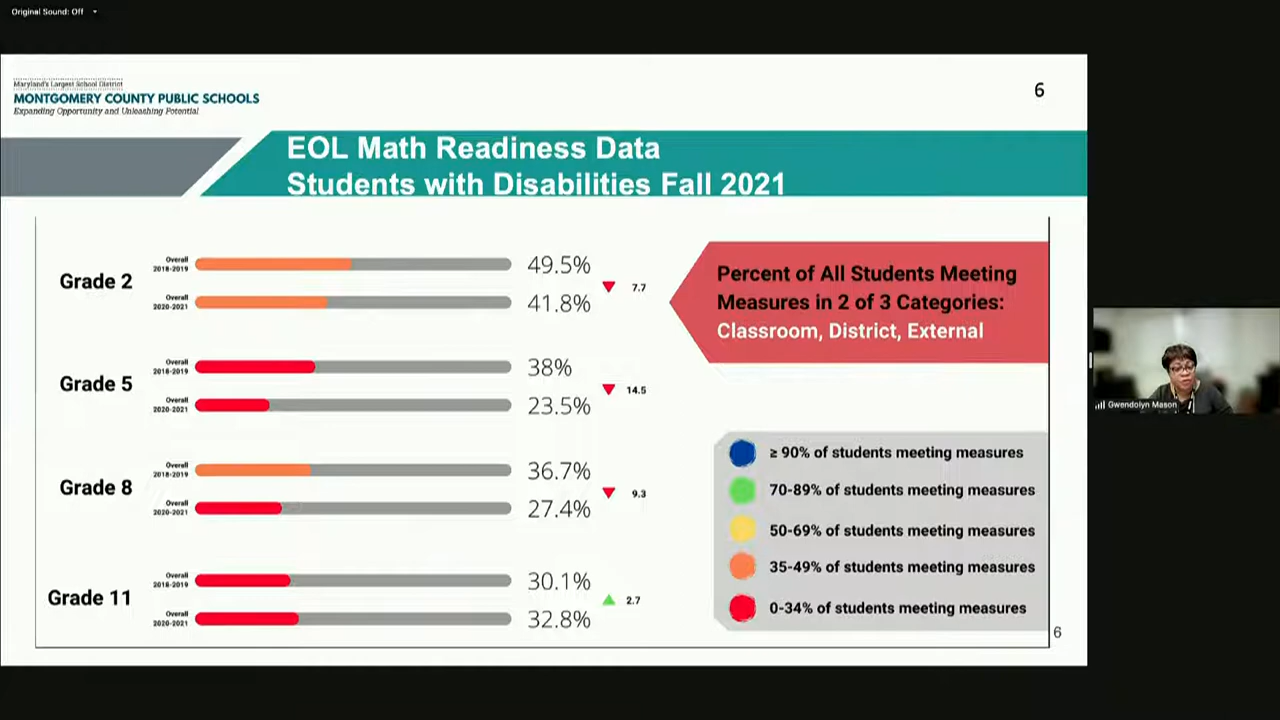 Original Sound: Off
6
Maryland's Largest School District
MONTGOMERY COUNTY PUBLIC SCHOOLS
Expanding Opportunity and Unleashing Potential
EOL Math Readiness Data
Students with Disabilities Fall 2021
Grade 2
Overall
2018-2019
49.5%
Overall
2020-2021
41.8%
7.7
Grade 5
Overall
2018-2019
38%
Overall
2020-2021
23.5%
14.5
Grade 8
Overall
2018-2019
36.7%
Overall
2020-2021
27.4%
9.3
Grade 11
Overall
2018-2019
30.1%
Overall
2020-2021
32.8%
2.7
Percent of All Students Meeting
Measures in 2 of 3 Categories:
Classroom, District, External
≥ 90% of students meeting measures
70-89% of students meeting measures
50-69% of students meeting measures
35-49% of students meeting measures
0-34% of students meeting measures
6
Gwendolyn Mason